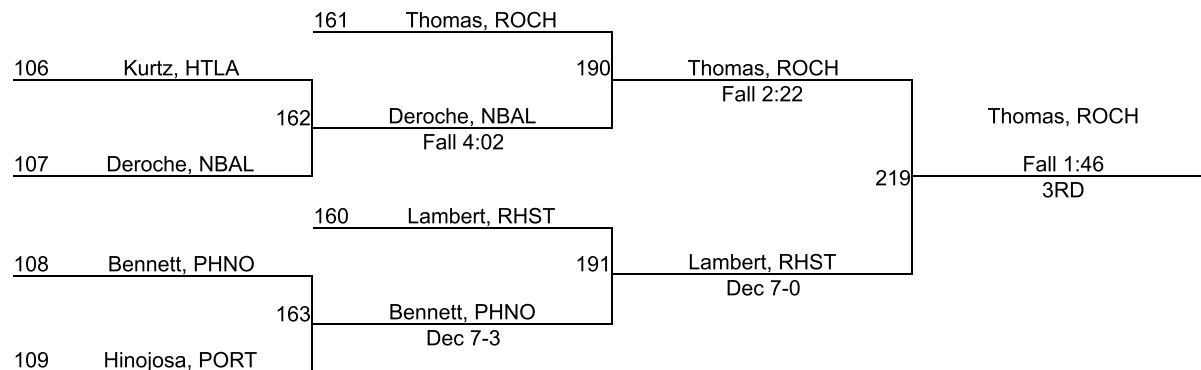 161 Thomas, ROCH
106 Kurtz, HTLA
190 Thomas, ROCH
Fall 2:22
162 Deroche, NBAL
Fall 4:02
Thomas, ROCH
107 Deroche, NBAL
219 Fall 1:46
3RD
160 Lambert, RHST
108 Bennett, PHNO
191 Lambert, RHST
Dec 7-0
163 Bennett, PHNO
Dec 7-3
109 Hinojosa, PORT